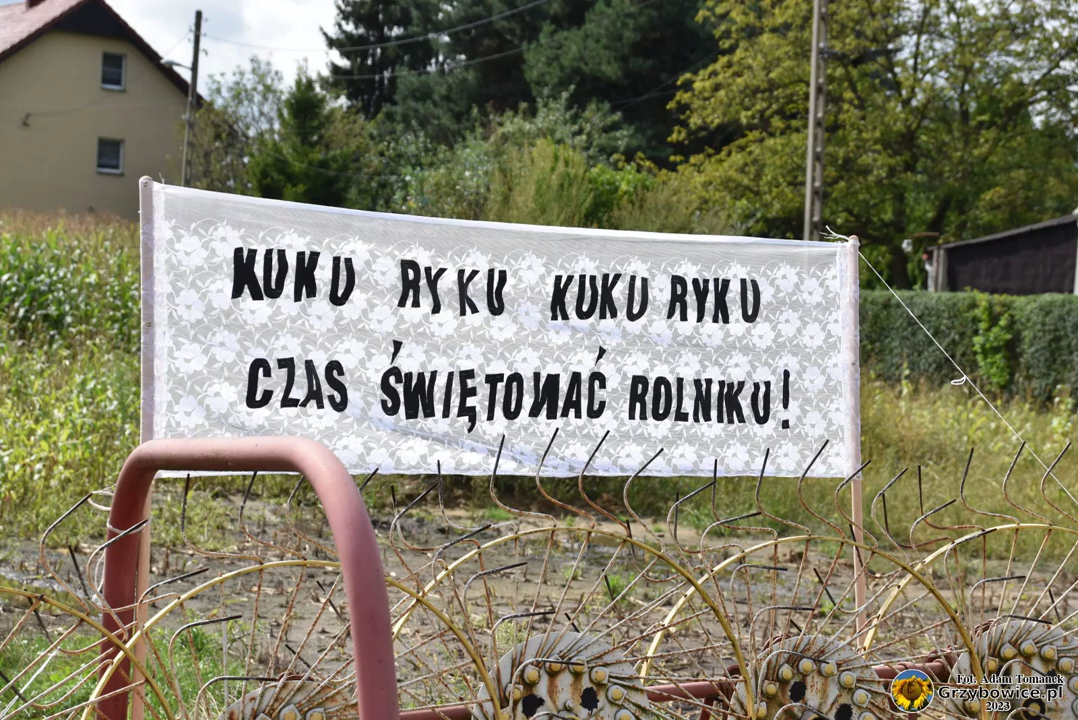 KUKU RYKU KUKU RYKU
CZAS ŚWIĘTOWAĆ ROLNIKU!
Fot. Adam Tomanek
Grzybowice.pl
2023